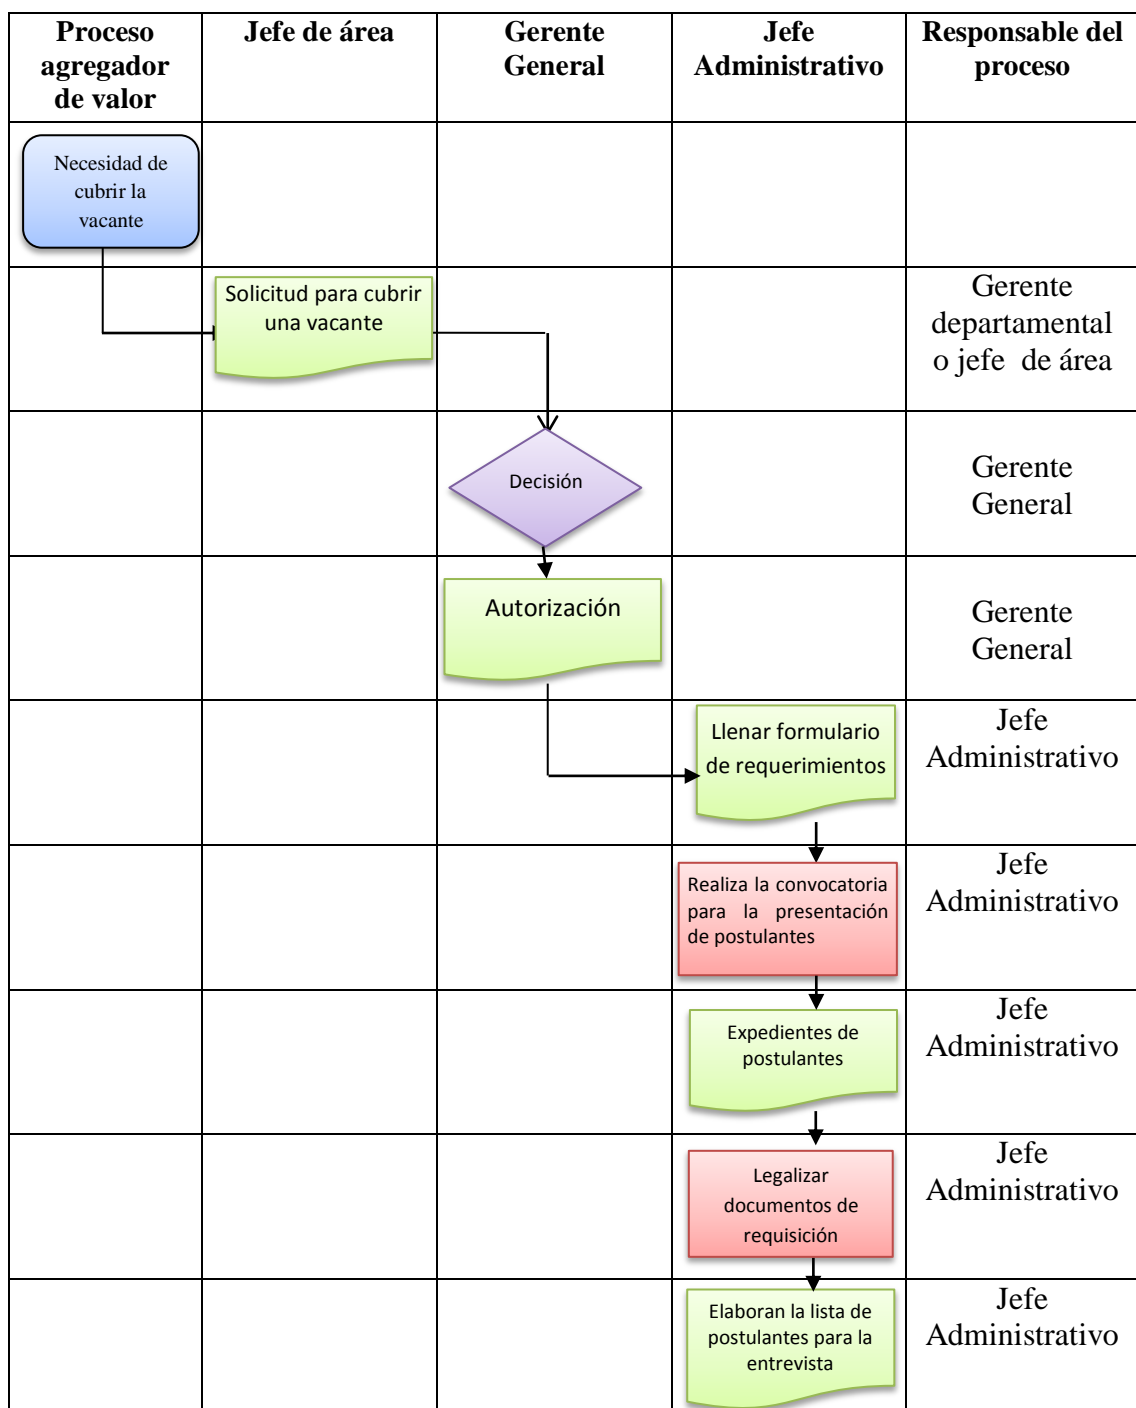 Proceso
agregador
de valor
Jefe de área
Gerente
General
Jefe
Administrativo
Responsable del
proceso
Necesidad de
cubrir la
vacante
Solicitud para cubrir
una vacante
Gerente
departamental
o jefe de área
Decisión
Gerente
General
Autorización
Gerente
General
Llenar formulario
de requerimientos
Jefe
Administrativo
Realiza la convocatoria
para la presentación
de postulantes
Jefe
Administrativo
Expedientes de
postulantes
Jefe
Administrativo
Legalizar
documentos de
requisición
Jefe
Administrativo
Elaboran la lista de
postulantes para la
entrevista
Jefe
Administrativo